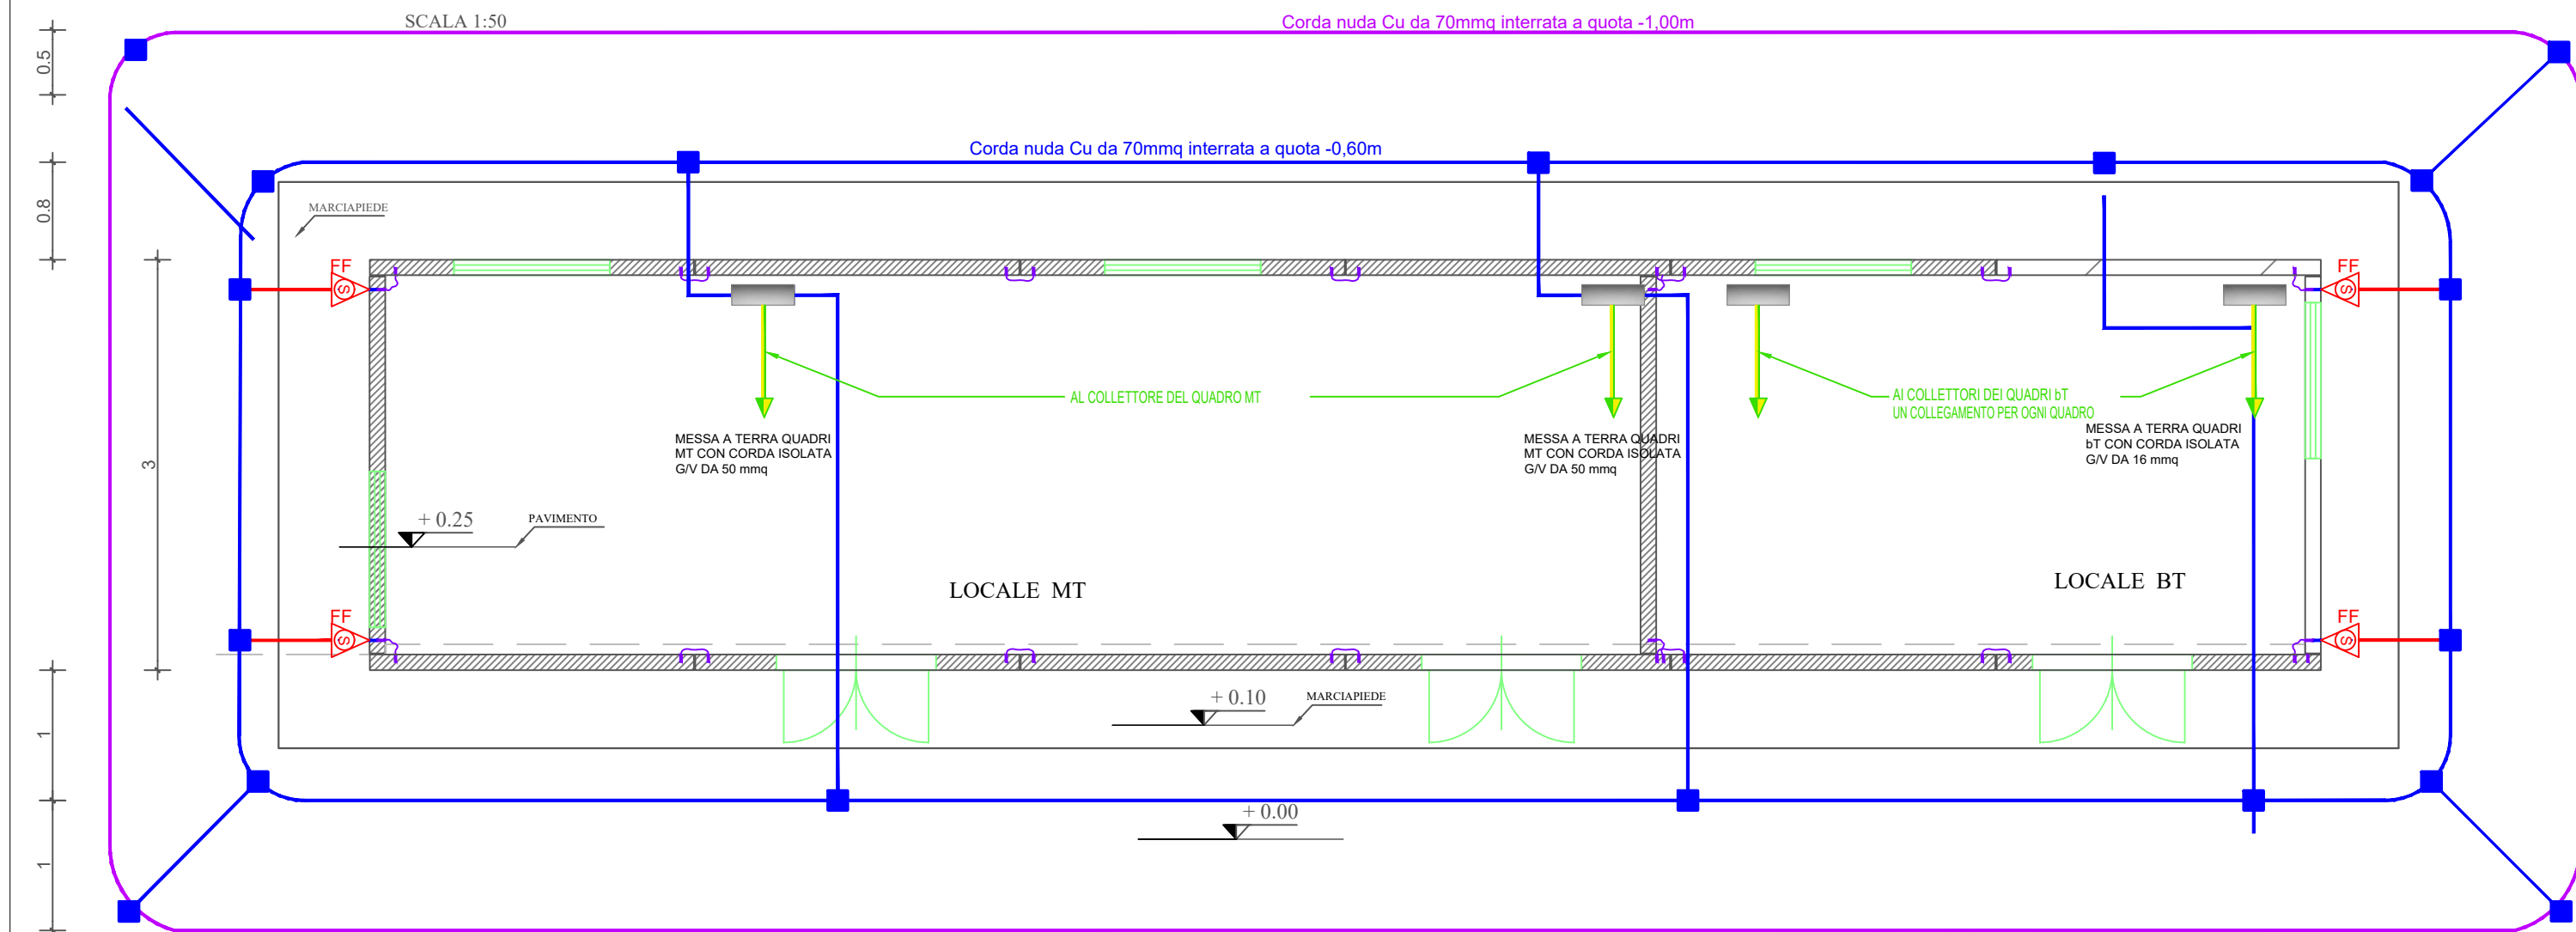 SCALA 1:50
Corda nuda Cu da 70mmq interrata a quota -1,00m
0.5
Corda nuda Cu da 70mmq interrata a quota -0,60m
0.8
MARCIAPIEDE
FF
FF
AL COLLETTORE DEL QUADRO MT
AI COLLETTORI DEI QUADRI bT
UN COLLEGAMENTO PER OGNI QUADRO
MESSA A TERRA QUADRI
MT CON CORDA ISOLATA
G/V DA 50 mmq
MESSA A TERRA QUADRI
MT CON CORDA ISOLATA
G/V DA 50 mmq
MESSA A TERRA QUADRI
bT CON CORDA ISOLATA
G/V DA 16 mmq
3
+ 0.25
PAVIMENTO
LOCALE MT
LOCALE BT
FF
FF
+ 0.10
MARCIAPIEDE
1
+ 0.00
1
S
S
S
S